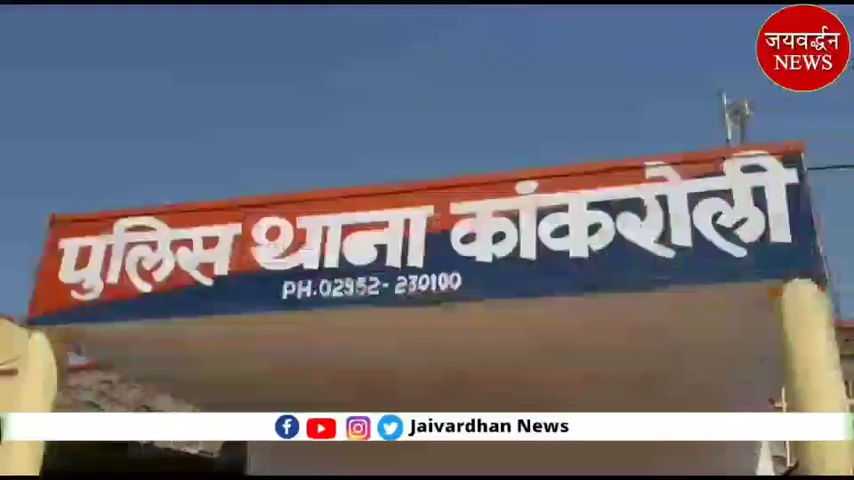 जयवर्द्धन
NEWS
पुलिस थाना कांकरोली
PH.02952-230100
Jaivardhan News